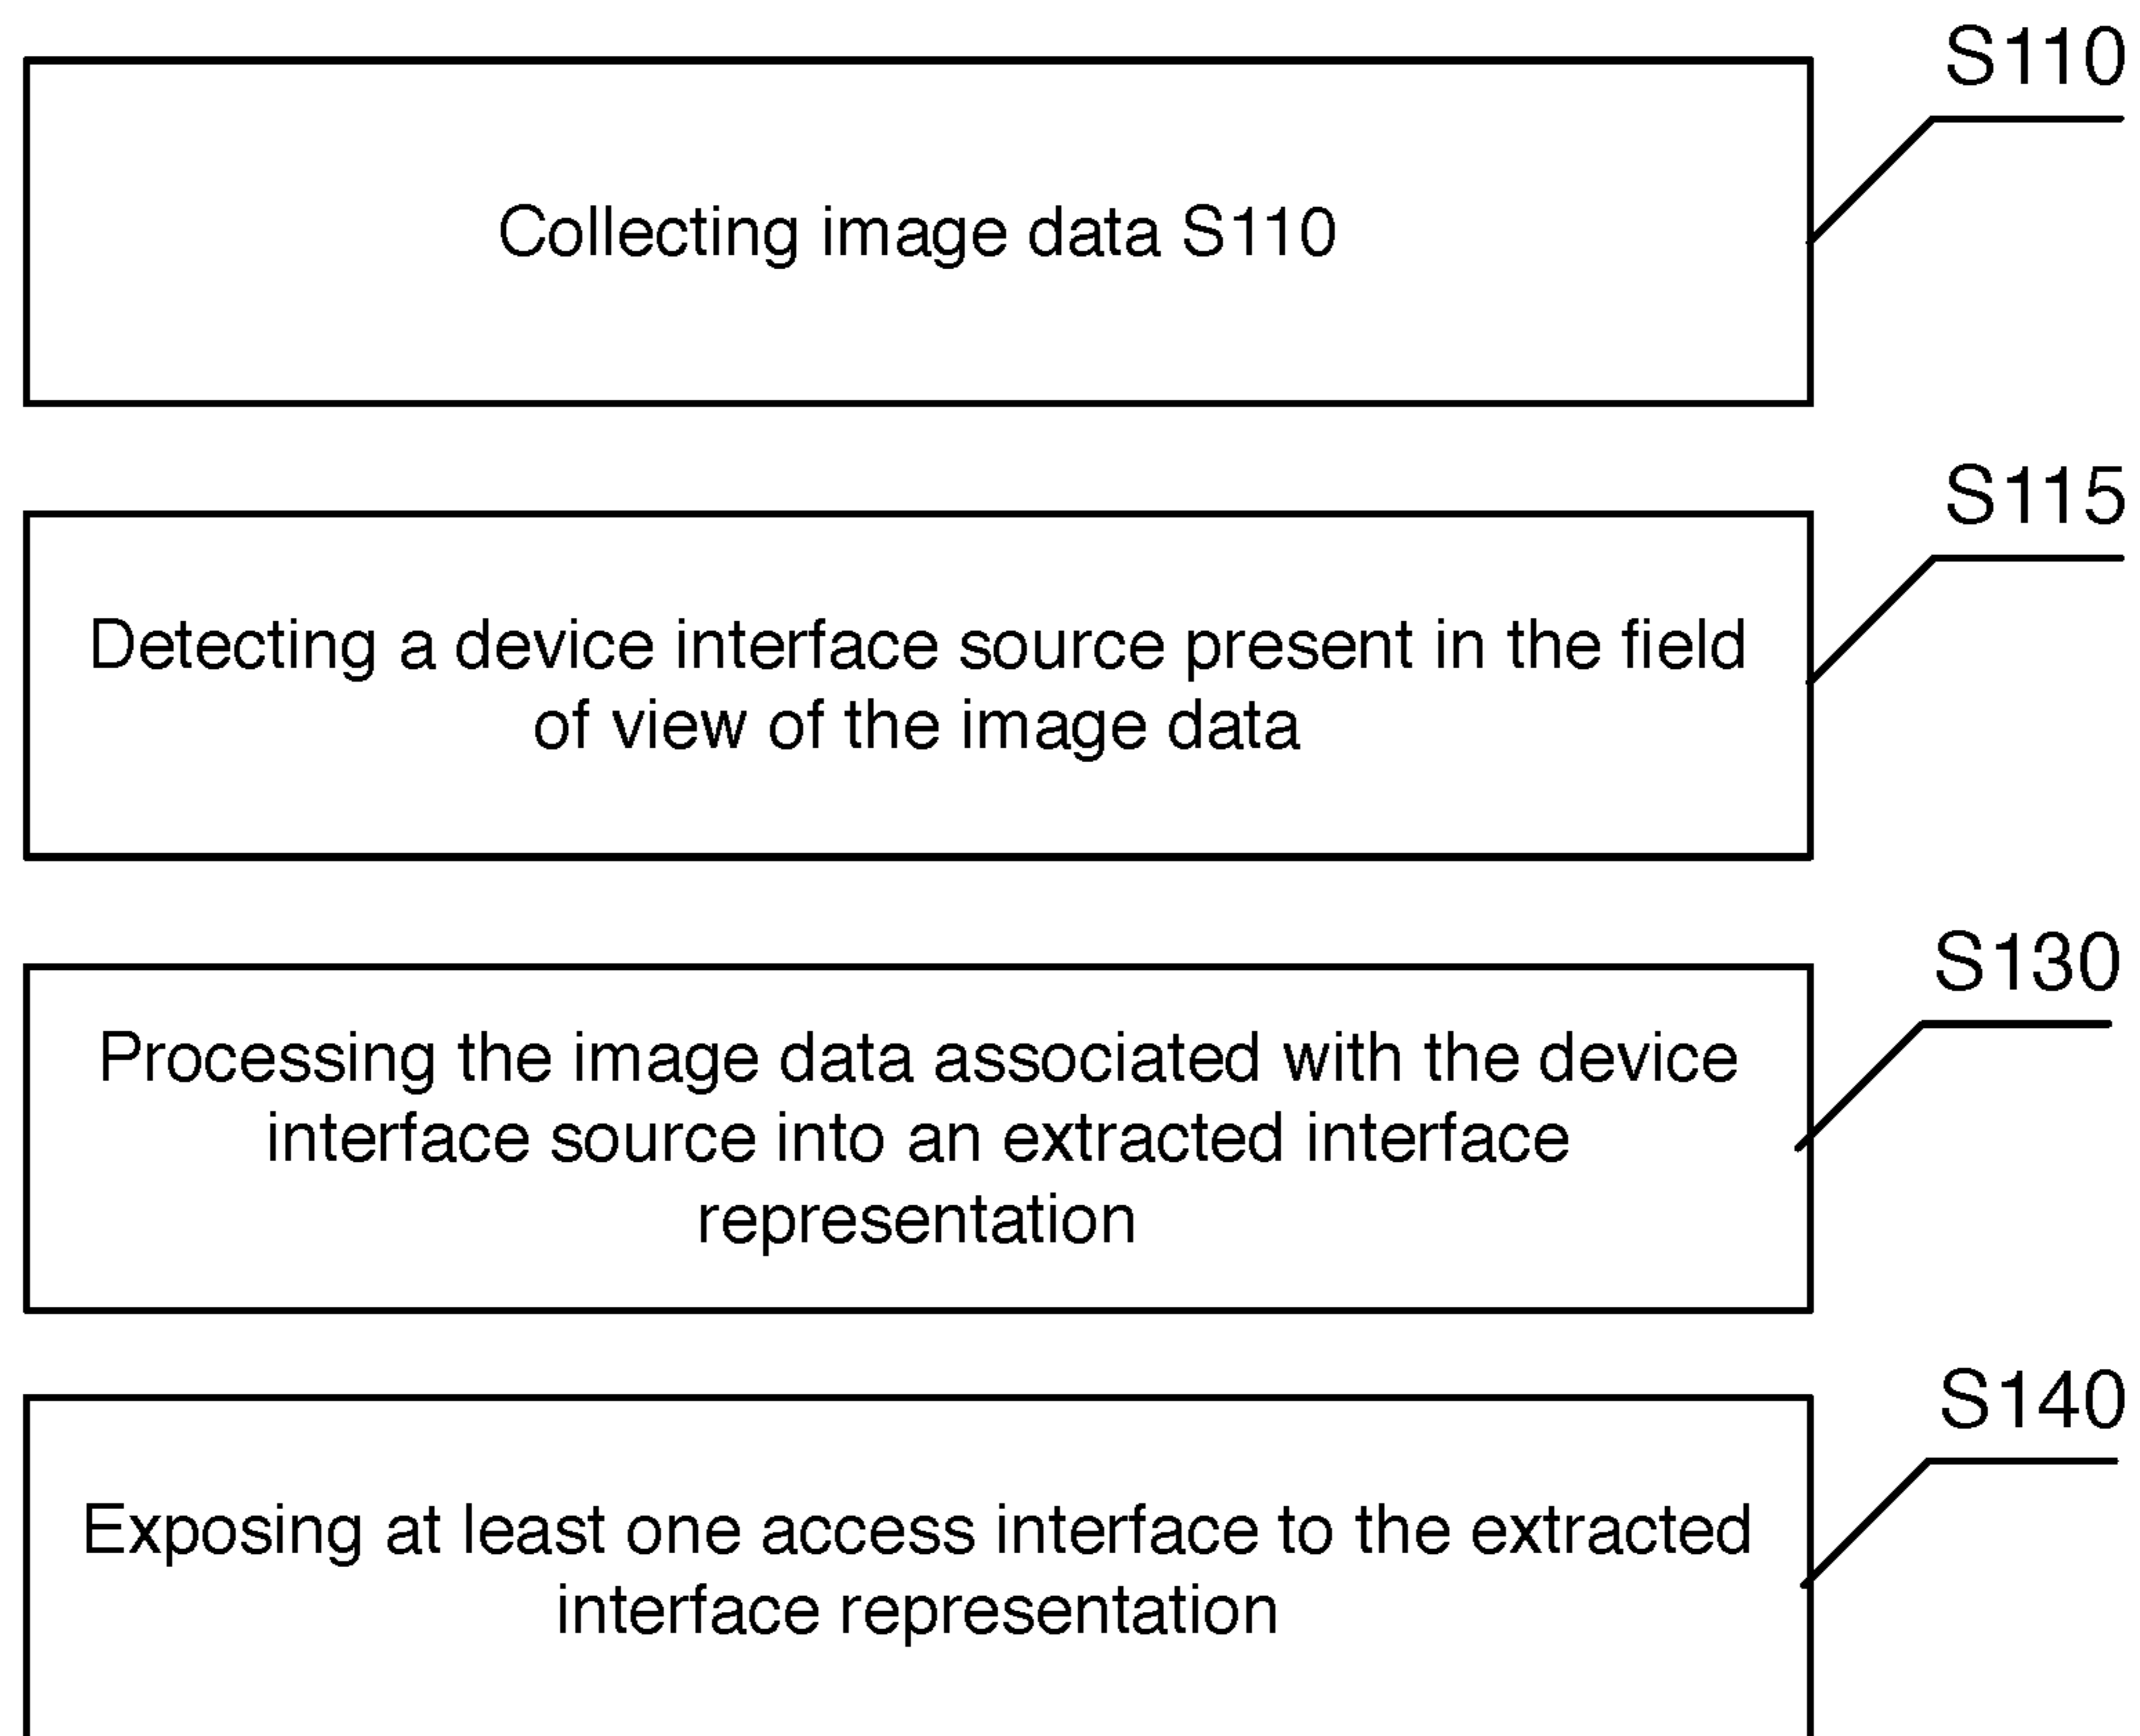 S110
Collecting image data S110
S115
Detecting a device interface source present in the field
of view of the image data
S130
Processing the image data associated with the device
interface source into an extracted interface
representation
S140
Exposing at least one access interface to the extracted
interface representation